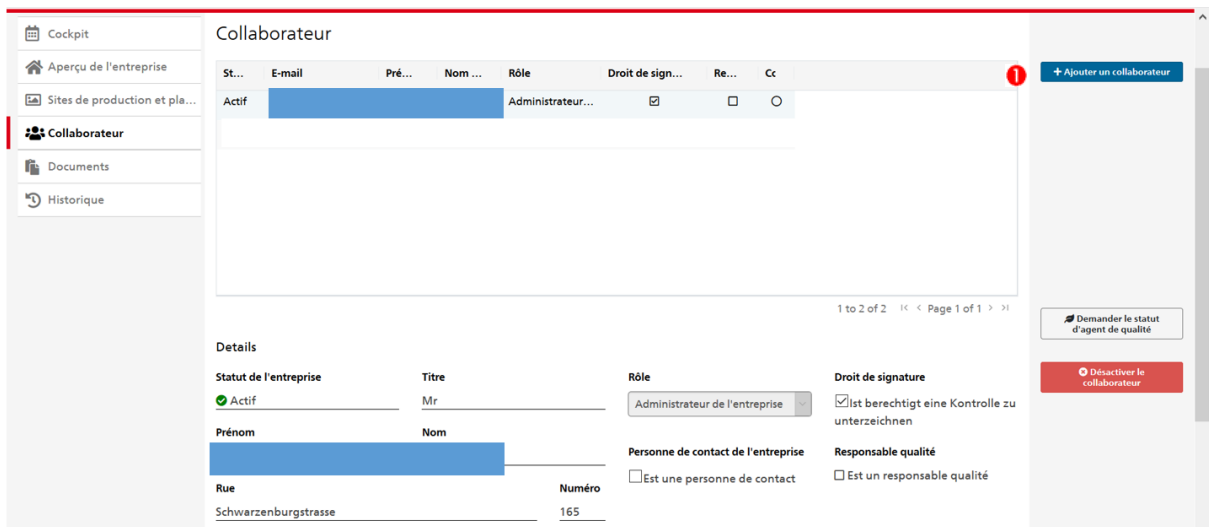 Cockpit
Aperçu de l'entreprise
Sites de production et pla...
Collaborateur
Documents
Historique
Collaborateur
St... E-mail Pré... Nom ... Rôle Droit de sign... Re... Cc
Actif Administrateur...
1
1 to 2 of 2 Page 1 of 1
+ Ajouter un collaborateur
Demander le statut
d'agent de qualité
Désactiver le
collaborateur
Details
Statut de l'entreprise Titre Rôle Droit de signature
Actif Mr Administrateur de l'entreprise Ist berechtigt eine Kontrolle zu
unterzeichnen
Prénom Nom
Personne de contact de l'entreprise Responsable qualité
Est une personne de contact Est un responsable qualité
Rue Numéro
Schwarzenburgstrasse 165